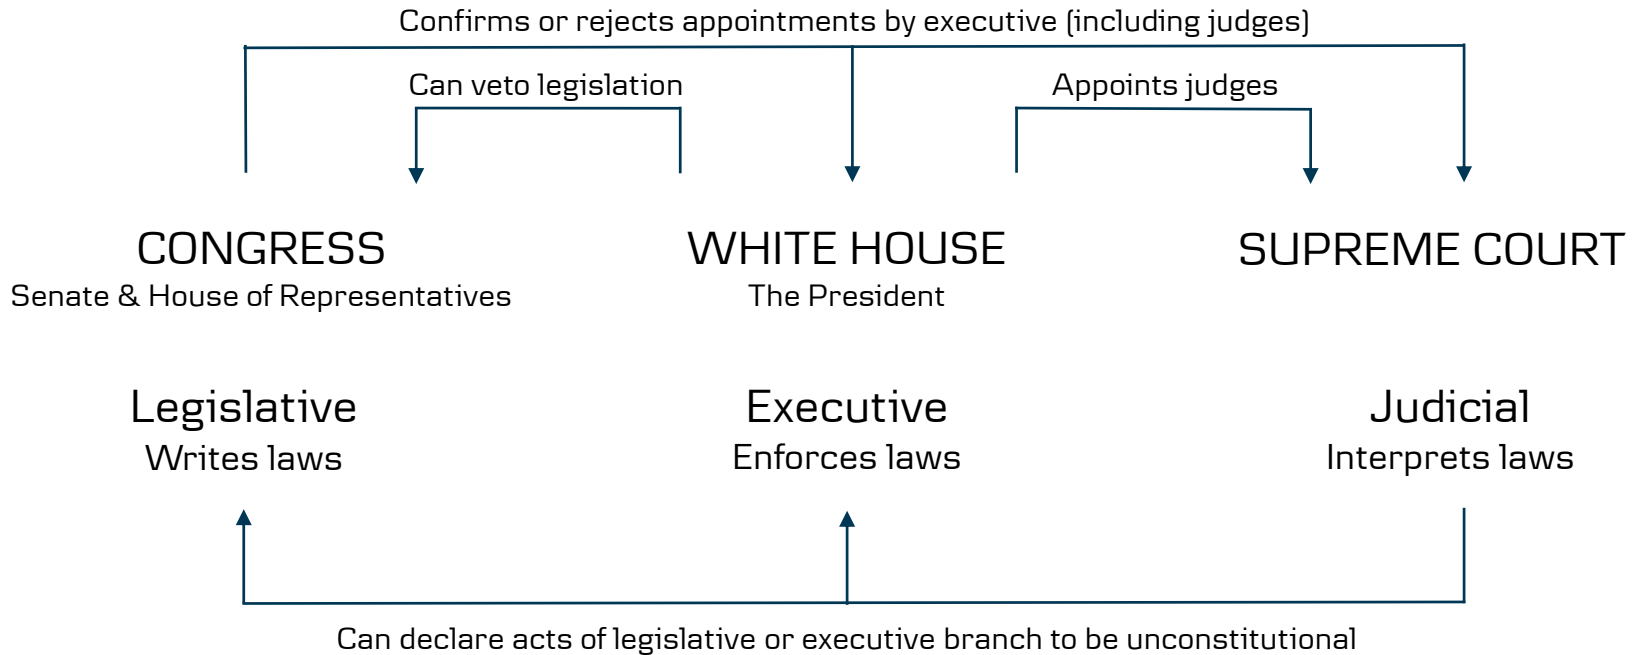 Confirms or rejects appointments by executive (including judges)
Can veto legislation
Appoints judges
CONGRESS
Senate & House of Representatives
WHITE HOUSE
The President
SUPREME COURT
Legislative
Writes laws
Executive
Enforces laws
Judicial
Interprets laws
Can declare acts of legislative or executive branch to be unconstitutional